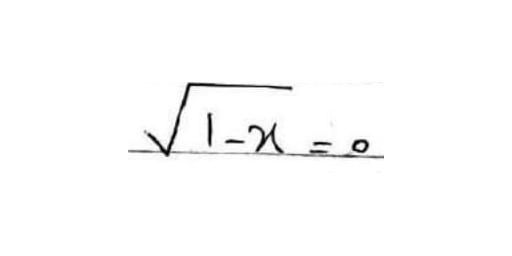 √(1-x) = 0